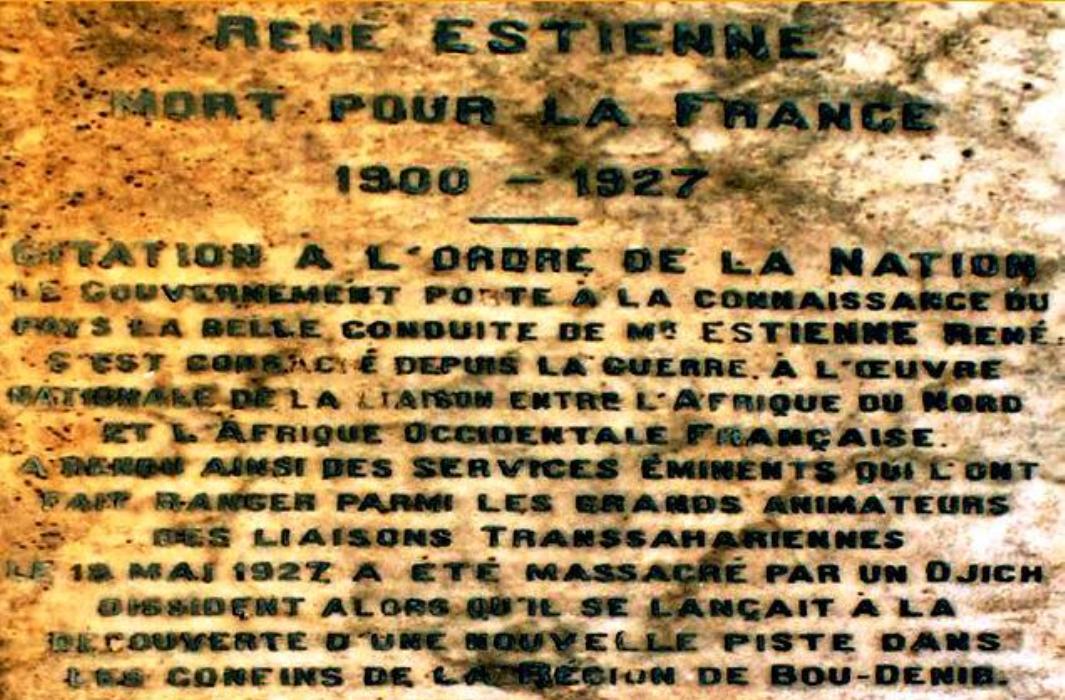 RENÉ ESTIENNE
MORT POUR LA FRANCE
1900 - 1927
CITATION A L'ORDRE DE LA NATION
LE GOUVERNEMENT PORTE À LA CONNAISSANCE DU
PAYS LA BELLE CONDUITE DE MR ESTIENNE RENÉ.
S'EST CONSACRÉ DEPUIS LA GUERRE. À L'ŒUVRE
NATIONALE DE LA LIAISON ENTRE L'AFRIQUE DU NORD
ET L'AFRIQUE OCCIDENTALE FRANÇAISE.
A RENDU AINSI DES SERVICES ÉMINENTS QUI L'ONT
FAIT RANGER PARMI LES GRANDS ANIMATEURS
DES LIAISONS TRANSSAHARIENNES
LE MAI 1927 A ÉTÉ MASSACRÉ PAR UN DJICH
DISSIDENT ALORS QU'IL SE LANÇAIT À LA
DÉCOUVERTE D'UNE NOUVELLE PISTE DANS
LES CONFINS DE LA RÉGION DE BOU-DENIB.